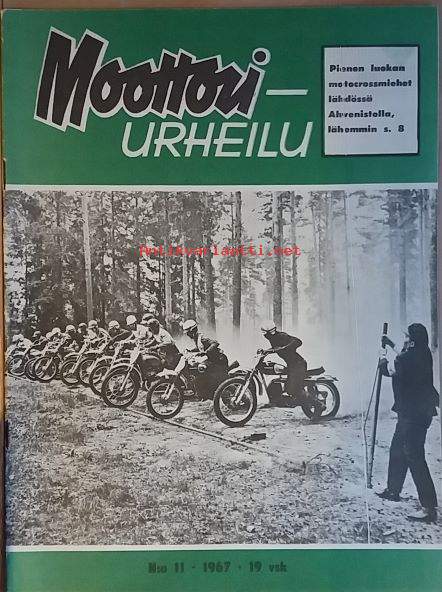 Moottori-
URHEILU
Pienen luokan
motocrossmiehet
lähdössä
Ahvenistolla,
lähemmin s. 8
Antikvariaatti.net
N:o 11 - 1967 - 19 vsk